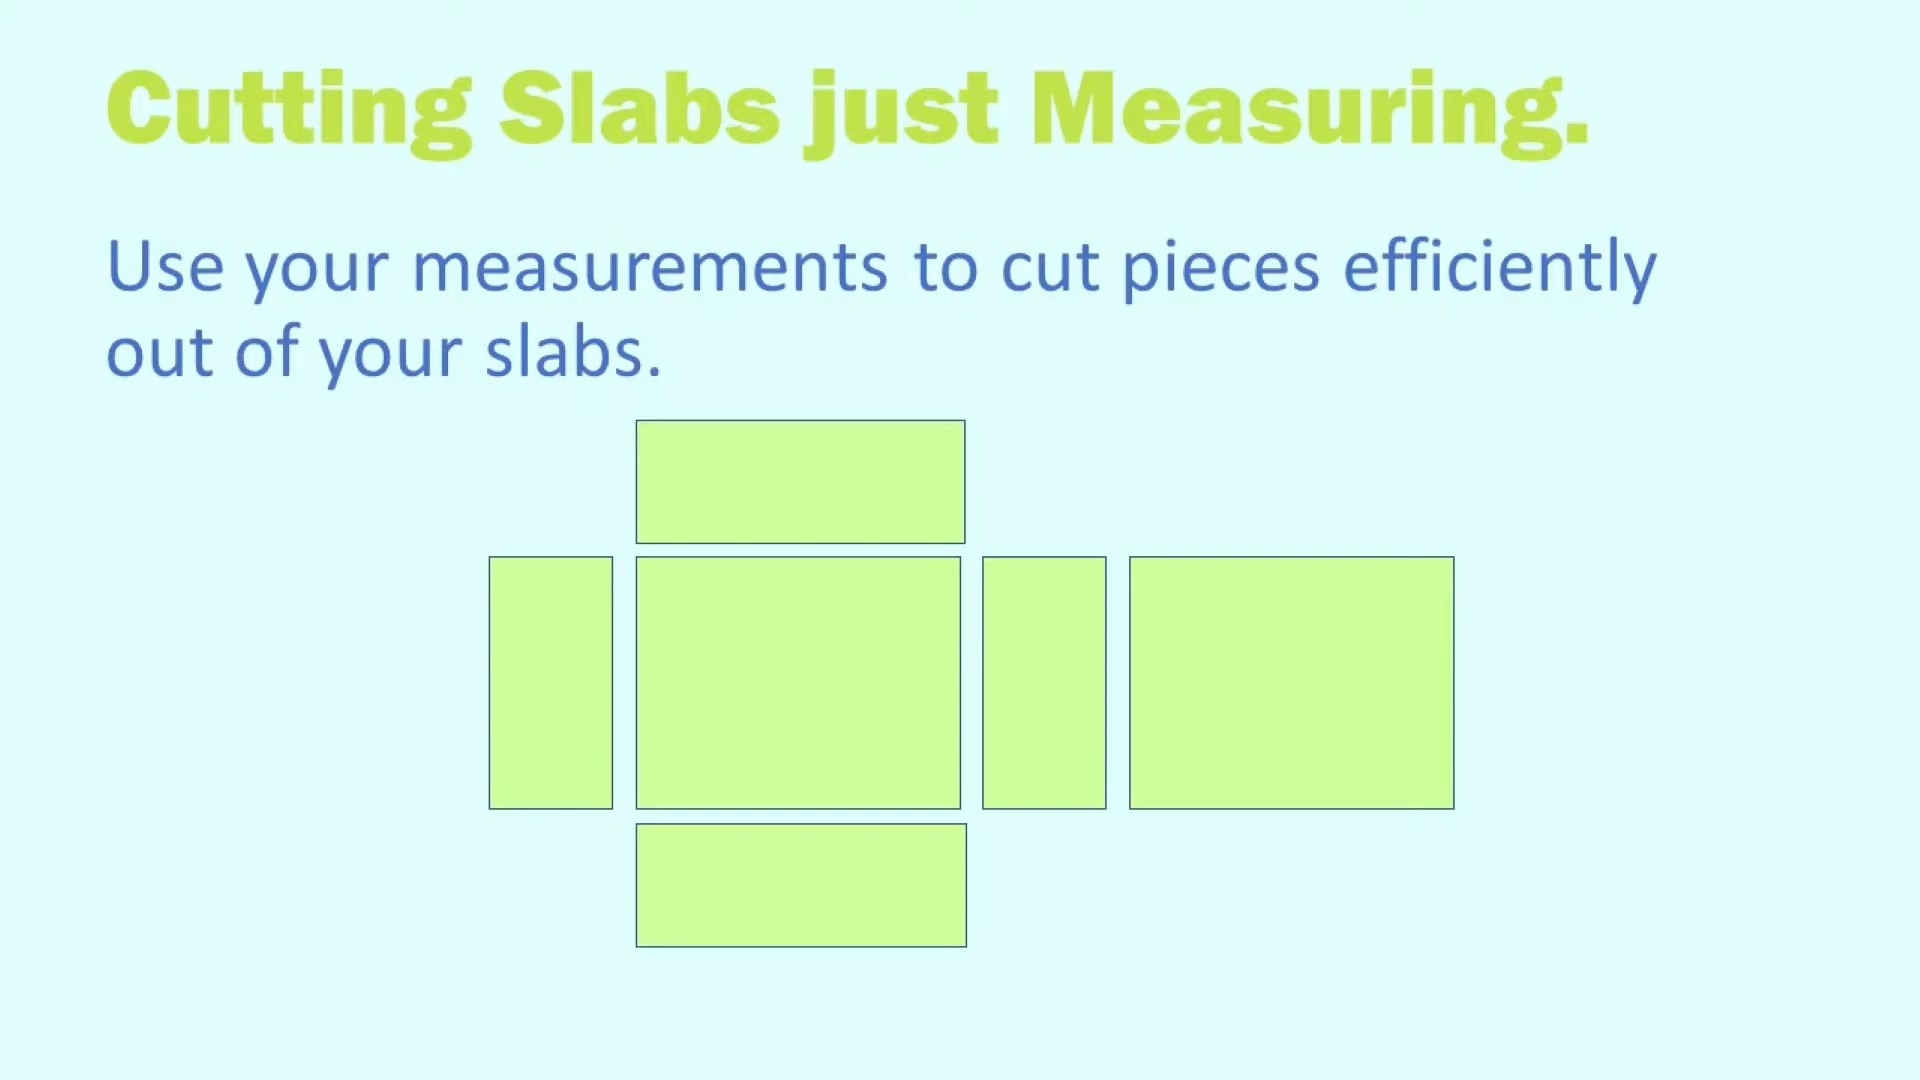 Cutting Slabs just Measuring.
Use your measurements to cut pieces efficiently
out of your slabs.